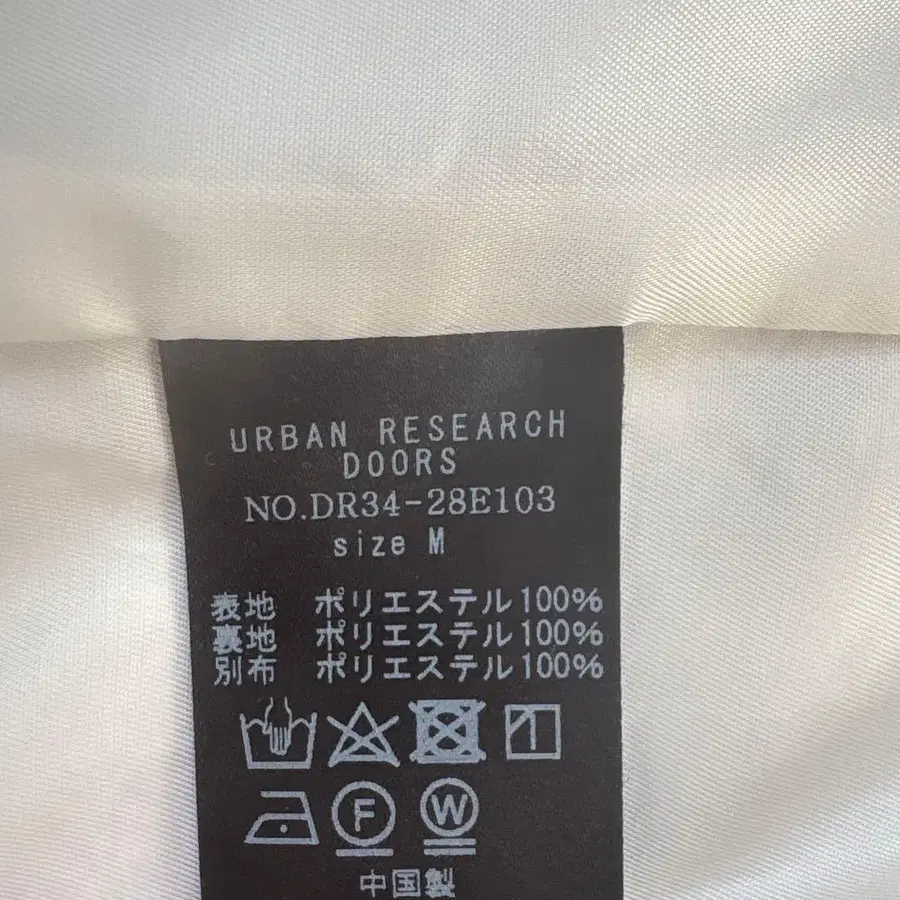 URBAN RESEARCH
DOORS
NO.DR34-28E103
size M
表地 ポリエステル100%
裏地 ポリエステル100%
別布 ポリエステル100%
F W
中国製